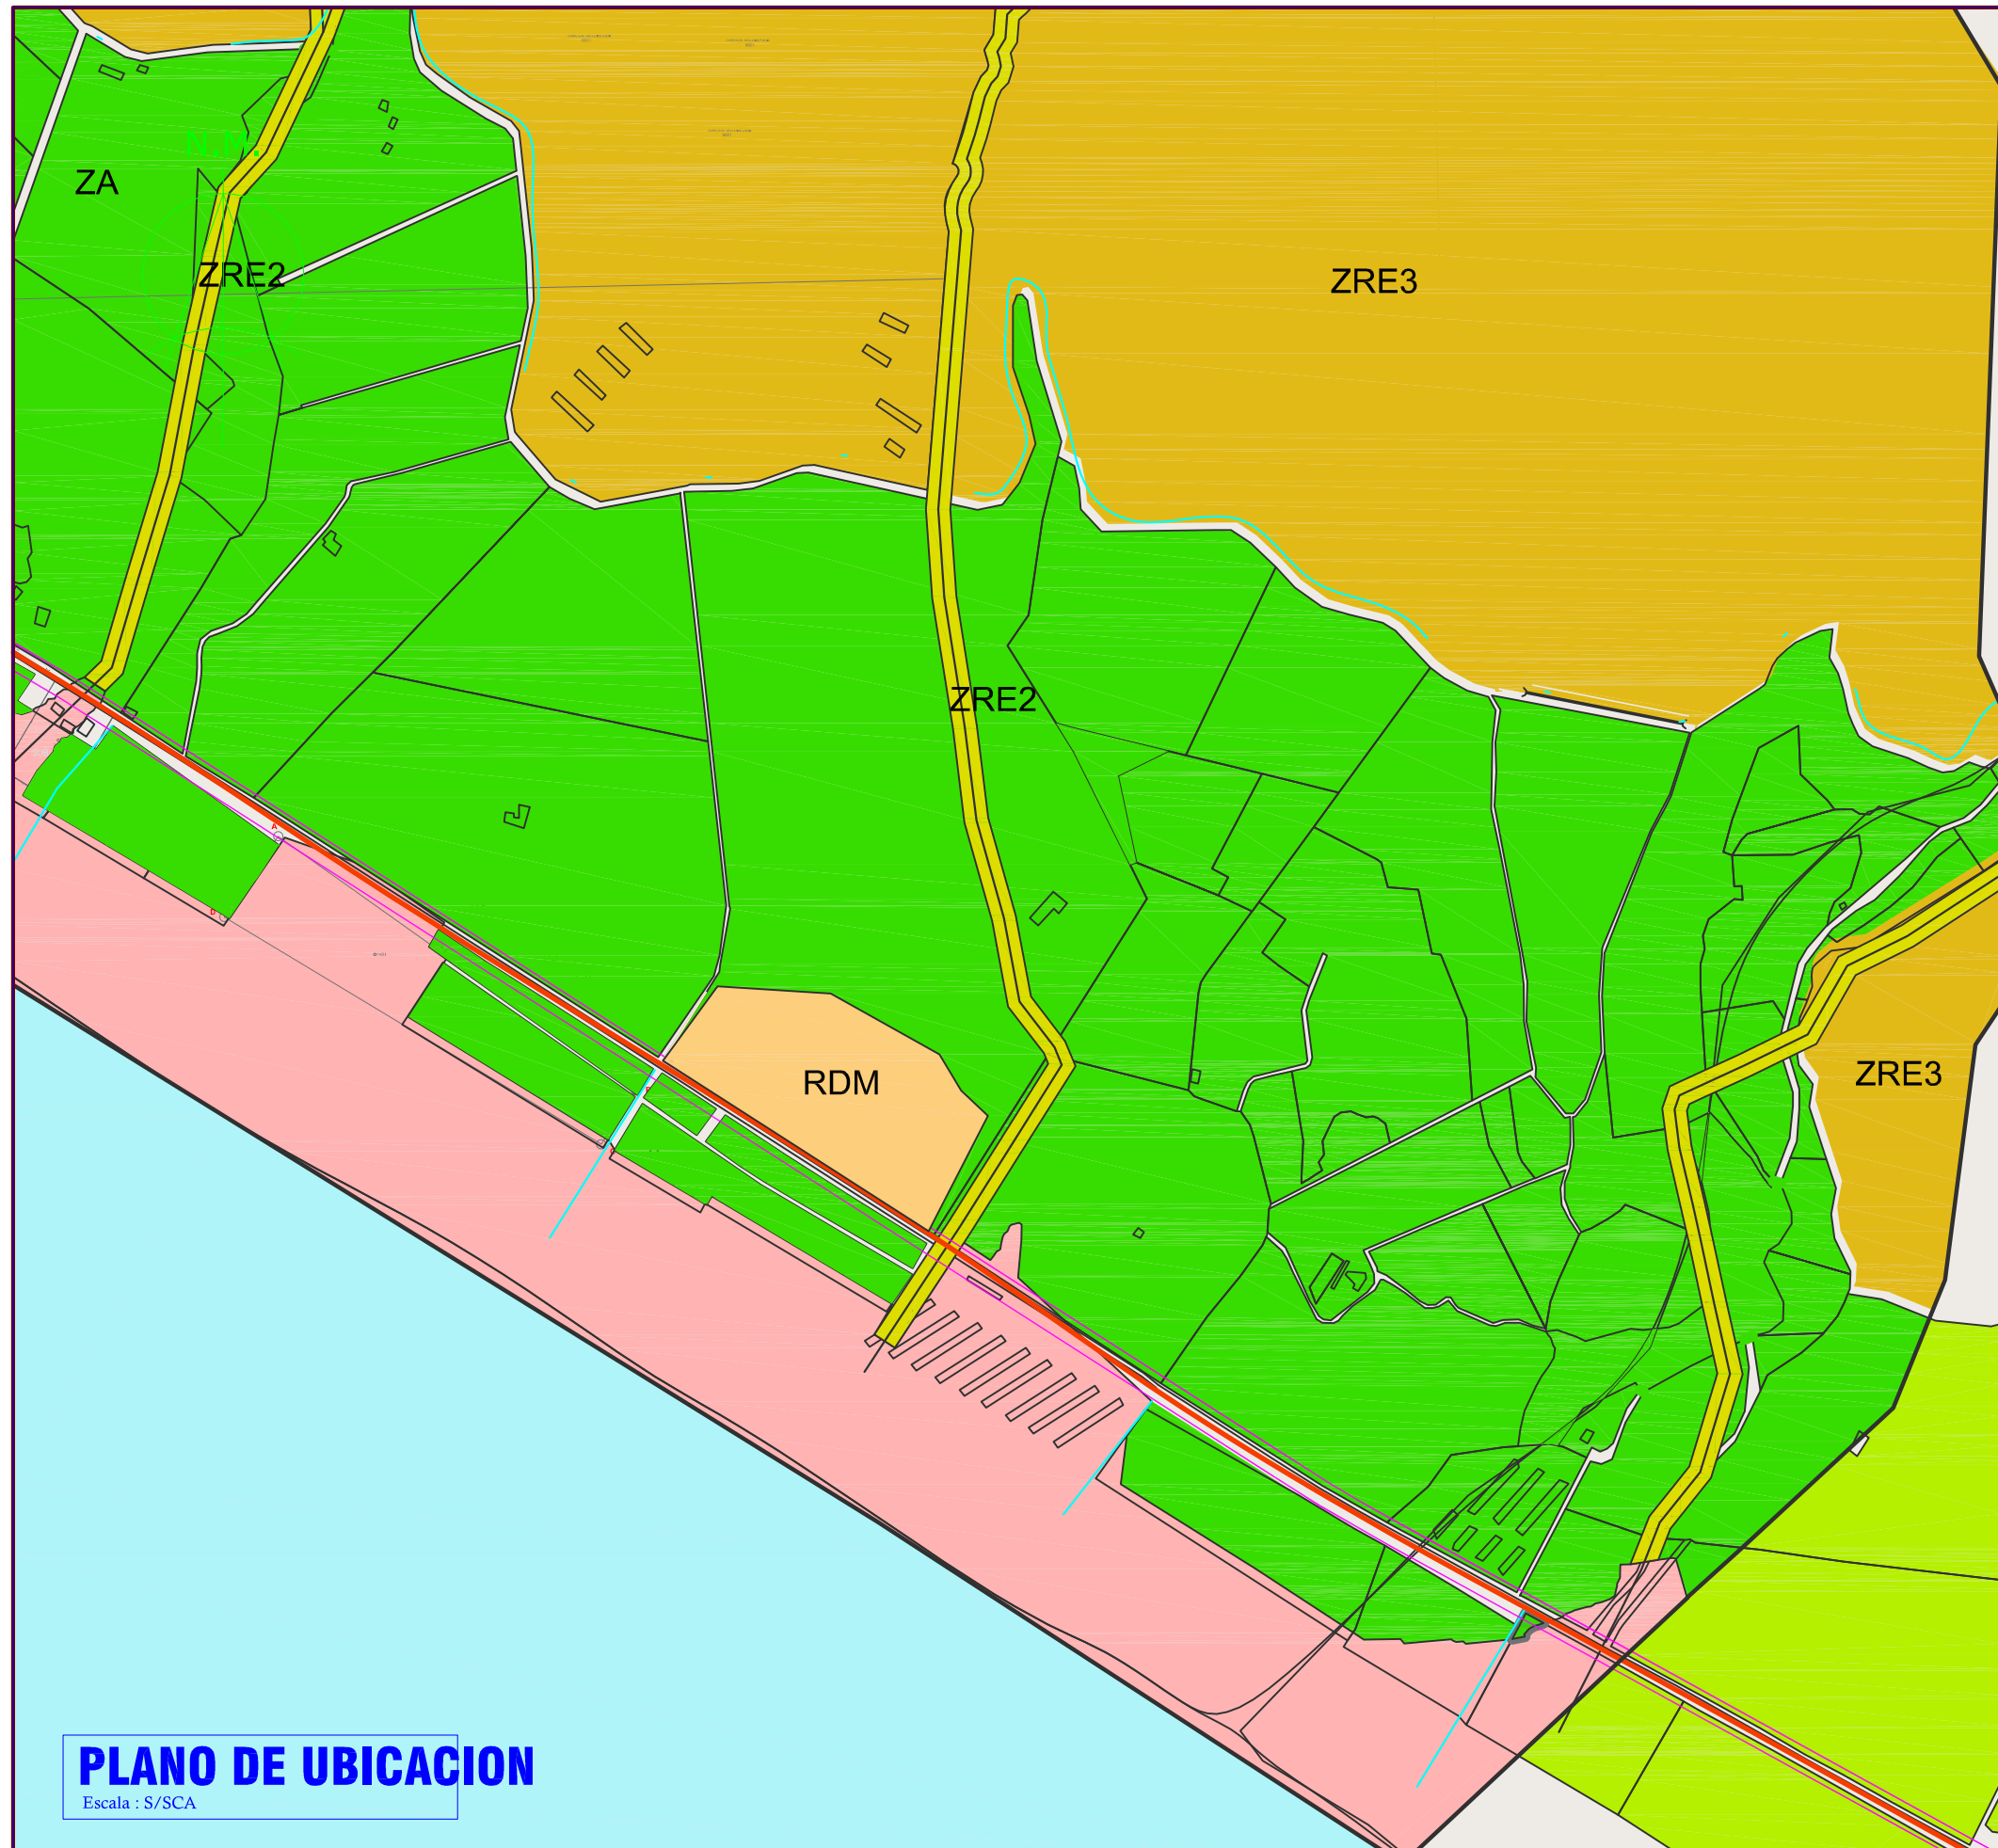 N.M.
ZA
ZRE2
ZRE3
ZRE2
A
D
ZRE3
RDM
PLANO DE UBICACION
Escala : S/SCA